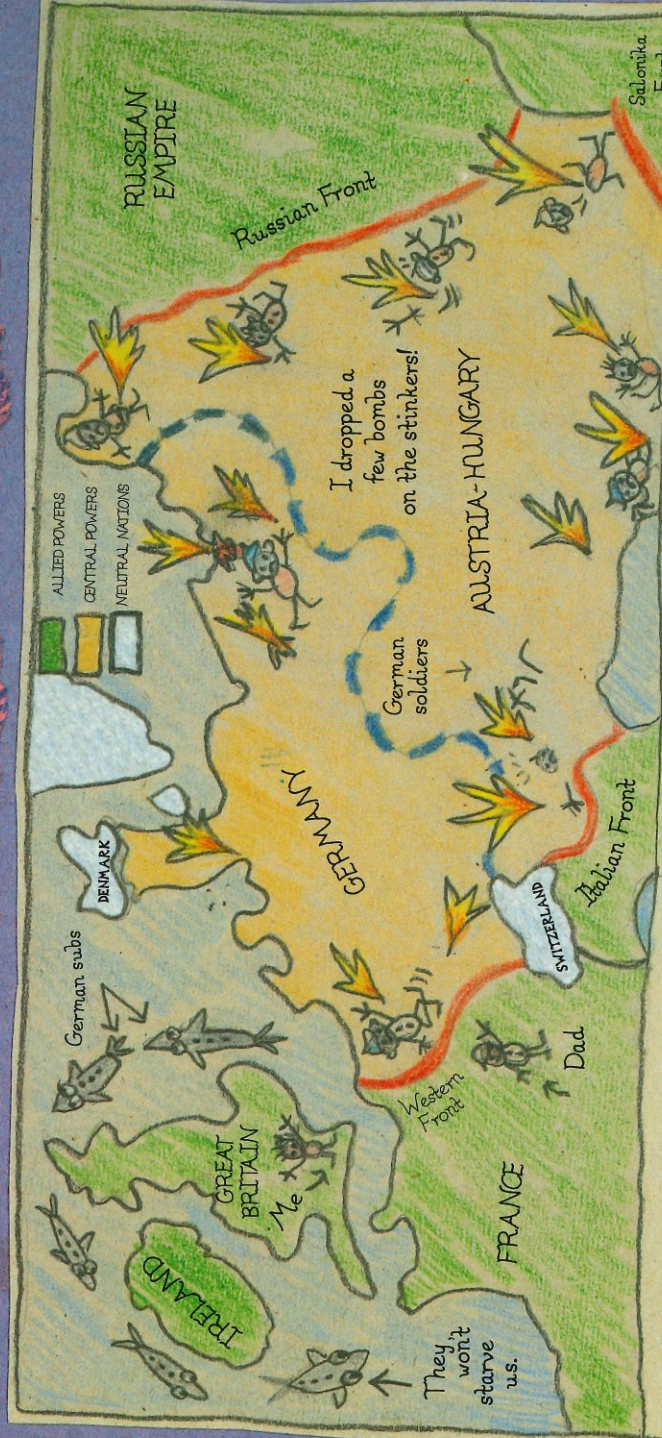 ALLIED POWERS
CENTRAL POWERS
NEUTRAL NATIONS
German subs
DENMARK
RUSSIAN
EMPIRE
Russian Front
IRELAND
GREAT
BRITAIN
Me
GERMANY
I dropped a
few bombs
on the stinkers!
German
soldiers
AUSTRIA-HUNGARY
They
won't
starve
us.
FRANCE
Western
Front
Dad
SWITZERLAND
Italian Front
Salonika